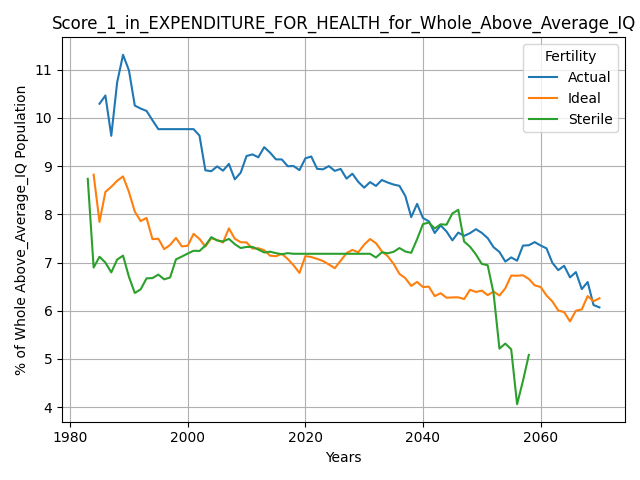 Score_1_in_EXPENDITURE_FOR_HEALTH_for_Whole_Above_Average_IQ
% of Whole Above_Average_IQ Population
11
10
9
8
7
6
5
4
Fertility
Actual
Ideal
Sterile
1980
2000
2020
2040
2060
Years